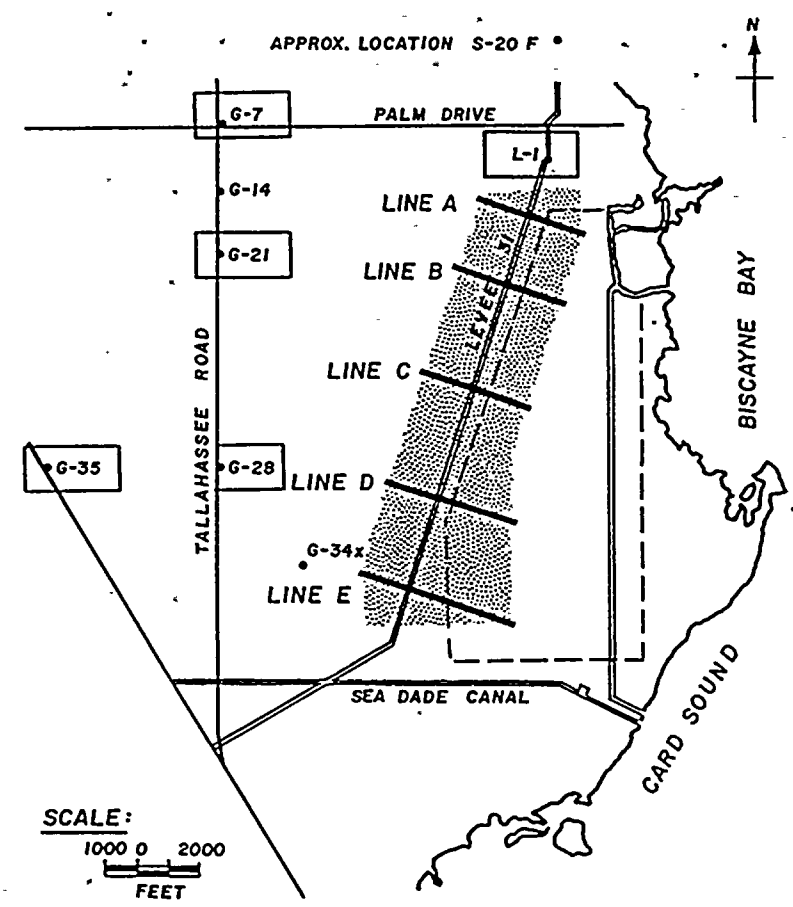 N
APPROX. LOCATION S-20 F
G-7
PALM DRIVE
L-1
G-14
LINE A
G-21
LEVEE 31
LINE B
BISCAYNE BAY
TALLAHASSEE ROAD
LINE C
G-35
G-28
LINE D
G-34x
LINE E
SEA DADE CANAL
CARD SOUND
SCALE:
1000 0 2000
FEET